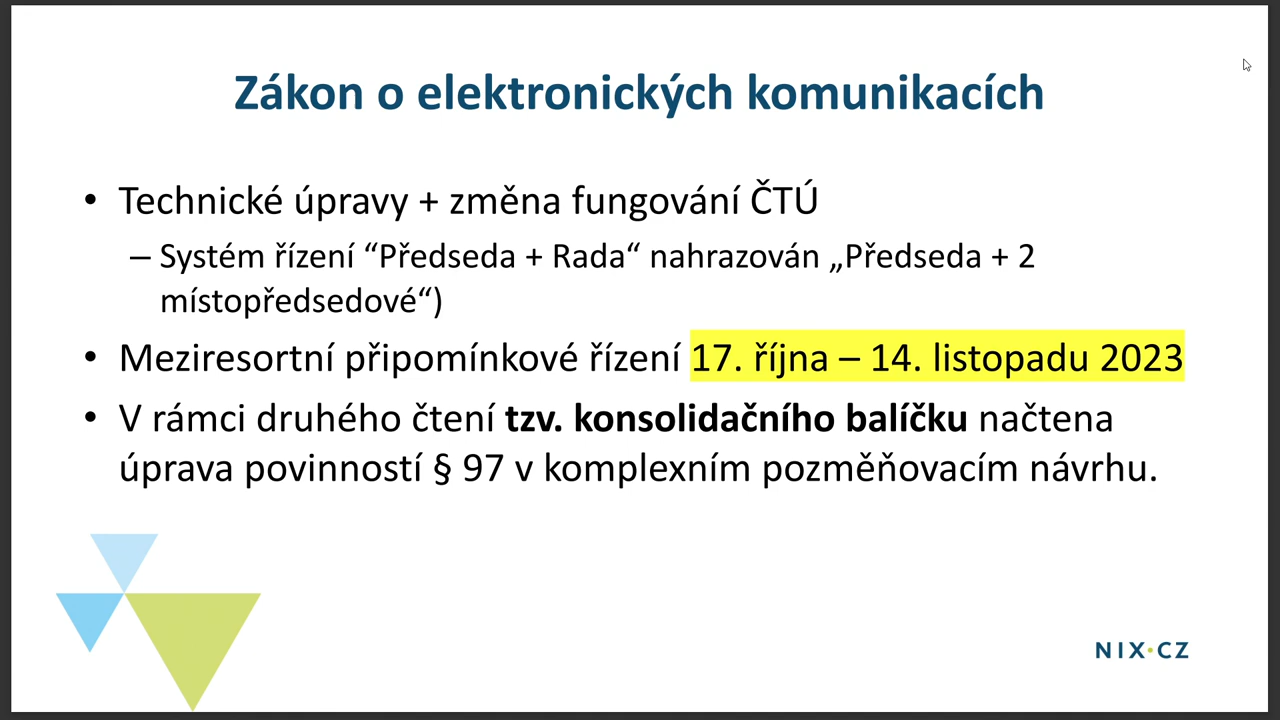 Zákon o elektronických komunikacích
• Technické úpravy + změna fungování ČTÚ
– Systém řízení “Předseda + Rada“ nahrazován „Předseda + 2
místopředsedové“)
• Meziresortní připomínkové řízení 17. října – 14. listopadu 2023
• V rámci druhého čtení tzv. konsolidačního balíčku načtena
úprava povinností § 97 v komplexním pozměňovacím návrhu.
NIX·CZ